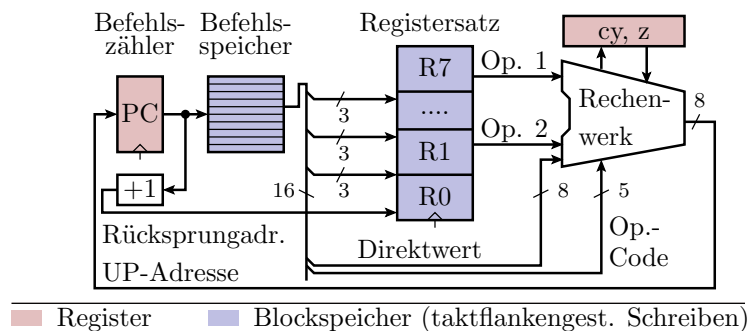 Befehls-
zähler
Befehls-
speicher
Registersatz
cy, z
PC
R7
....
R1
R0
Op. 1
Op. 2
Rechen-
werk
8
3
3
3
+1
16
8
5
Rücksprungadr.
UP-Adresse
Direktwert
Op.-
Code
Register
Blockspeicher (taktflankengest. Schreiben)